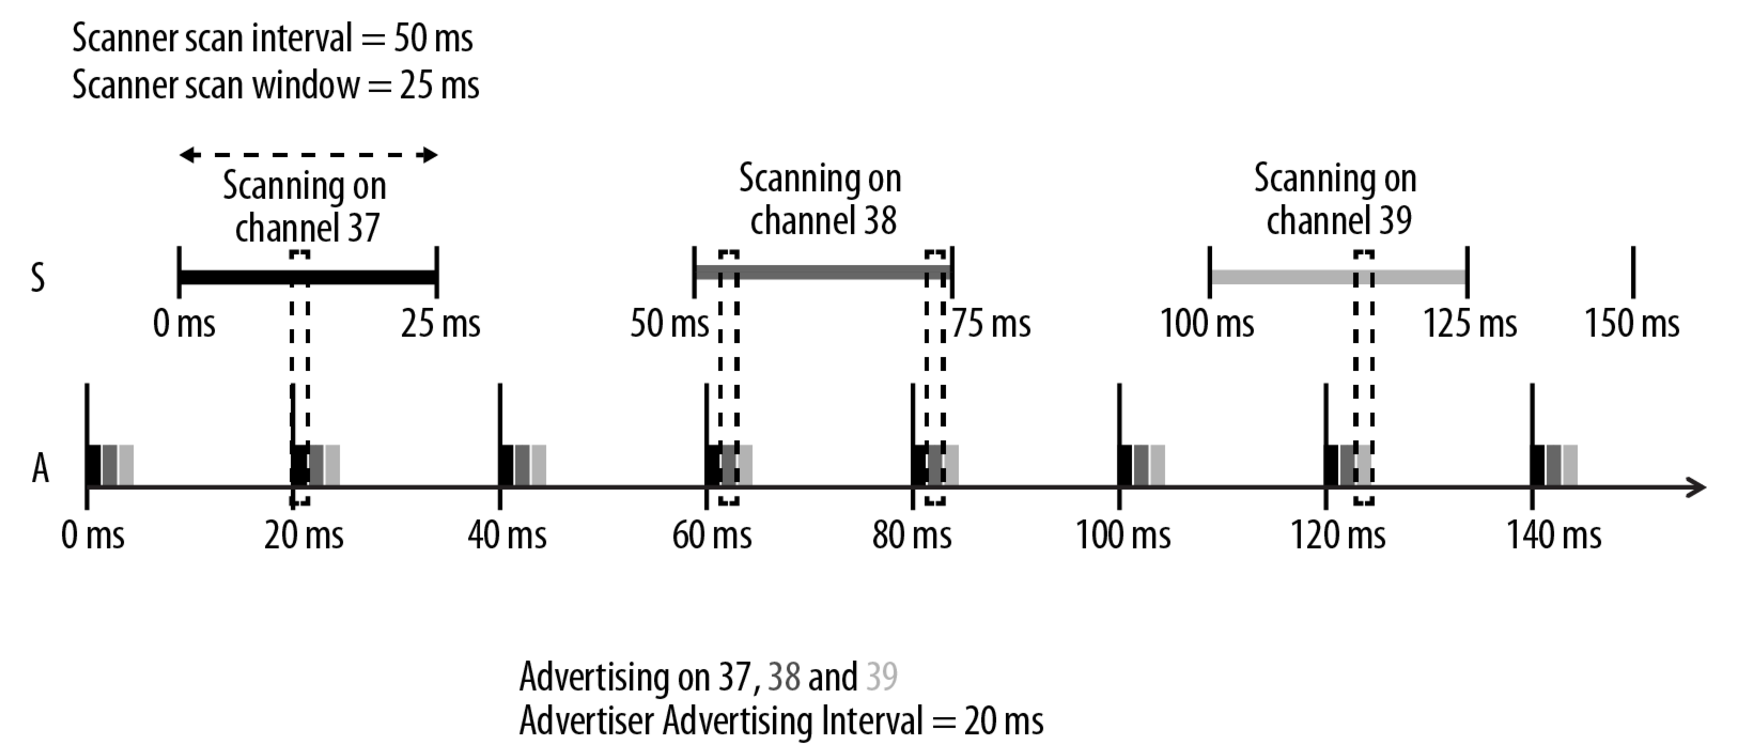 Scanner scan interval = 50 ms
Scanner scan window = 25 ms
Scanning on
channel 37
Scanning on
channel 38
Scanning on
channel 39
S
0 ms
25 ms
50 ms
75 ms
100 ms
125 ms
150 ms
A
0 ms
20 ms
40 ms
60 ms
80 ms
100 ms
120 ms
140 ms
Advertising on 37, 38 and 39
Advertiser Advertising Interval = 20 ms